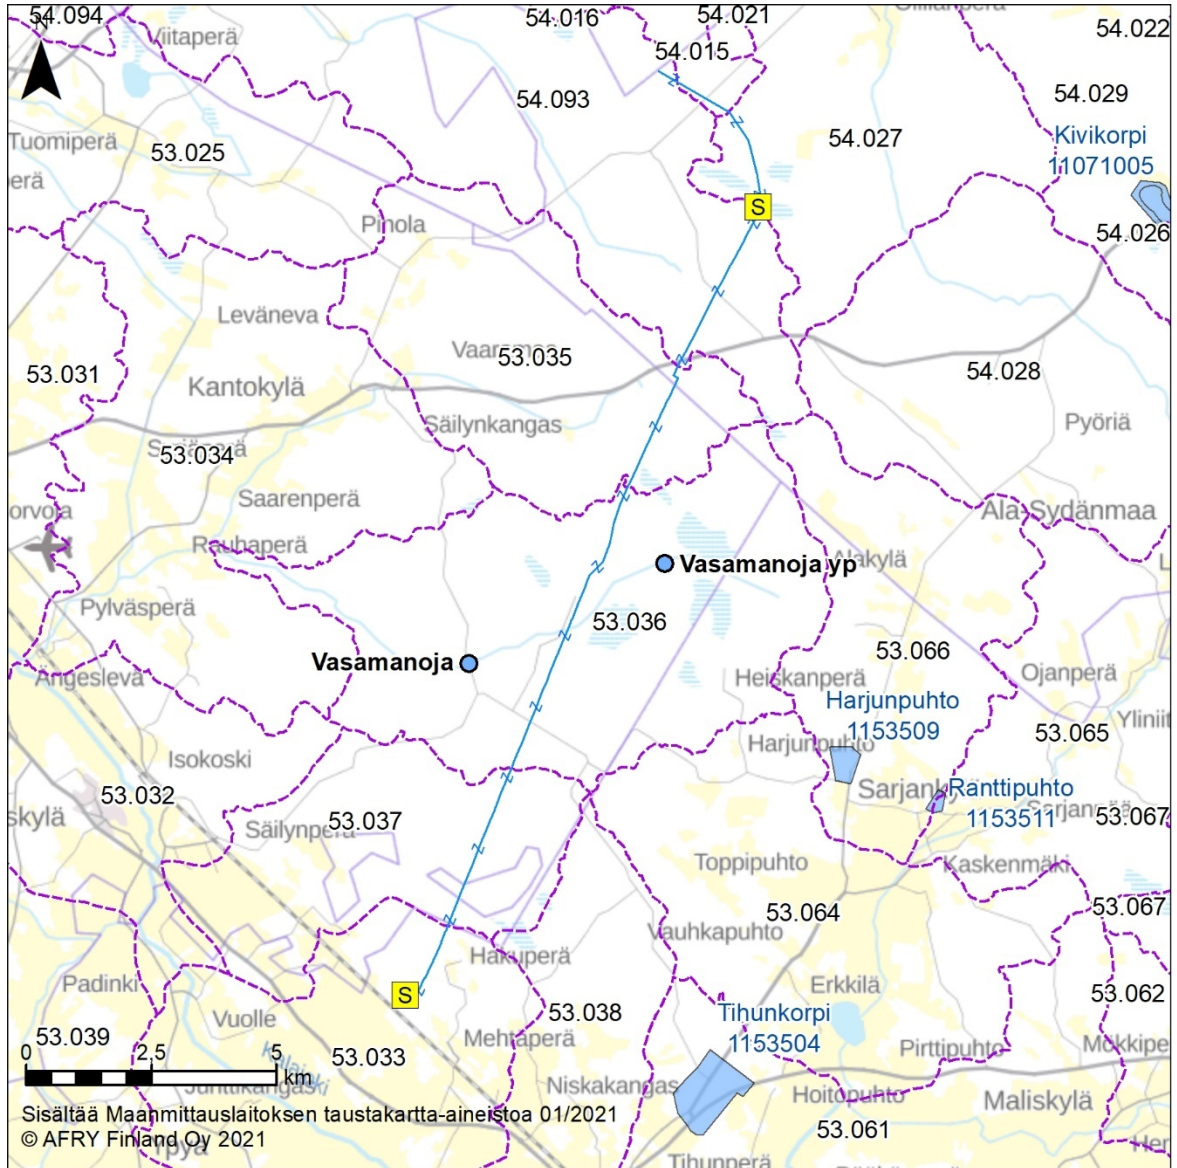 54.094
N
Viitaperä
54.016
54.021
54.022
54.015
54.093
54.029
Kivikorpi
11071005
Tuomiperä
53.025
54.027
Pinola
54.026
Leväneva
53.031
53.035
54.028
Kantokylä
Säilynkangas
Pyöriä
53.034
Saarenperä
Ala-Sydänmaa
Rauhaperä
Alakylä
Vasamanoja yp
Pylväsperä
53.036
53.066
Vasamanoja
Ängeslevä
Heiskanperä
Ojanperä
Harjunpuhto
1153509
53.065
Harjunpuhto
Isokoski
53.032
Ranttipuhto
1153511
53.067
Säilynperä
53.037
Toppipuhto
Kaskenmäki
53.064
53.067
Vauhkapuhto
Hakuperä
S
S
Padinki
Erkkilä
53.062
Vuolle
53.038
Tihunkorpi
1153504
53.039
53.033
Mehtäperä
Pirttipuhto
0 2,5 5
km
Niskakangas
Hoitopuhto
Maliskylä
Sisältää Maanmittauslaitoksen taustakartta-aineistoa 01/2021
© AFRY Finland Oy 2021
53.061
Tihunperä